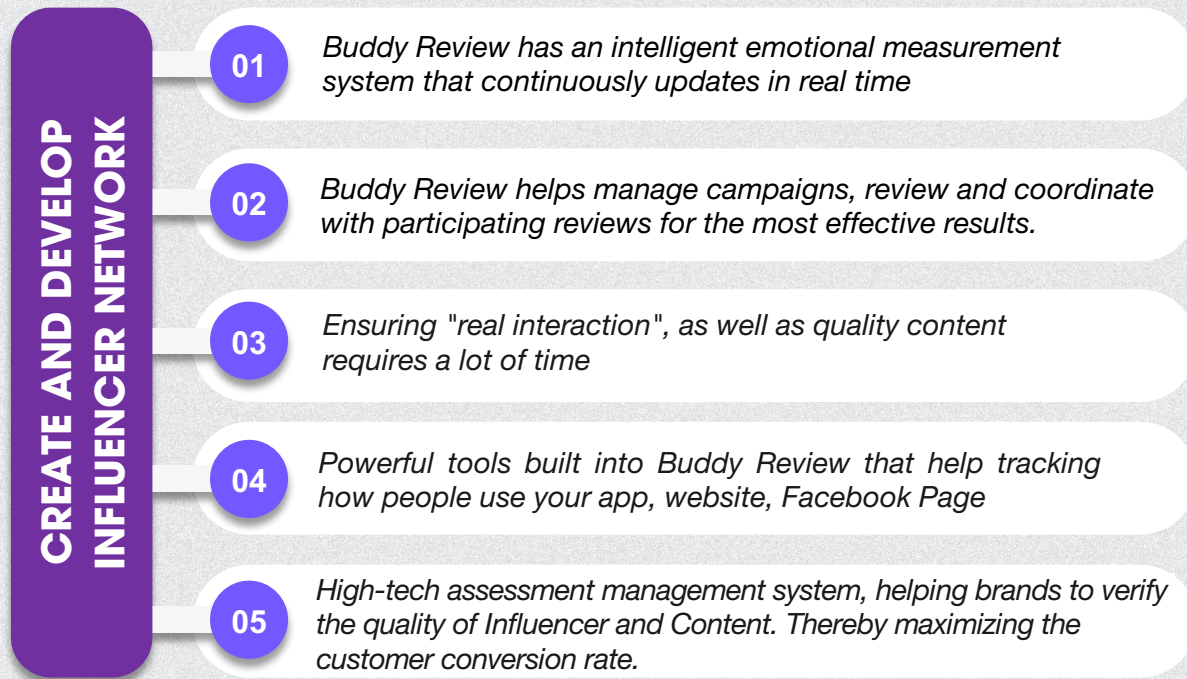 CREATE AND DEVELOP
INFLUENCER NETWORK
01
Buddy Review has an intelligent emotional measurement
system that continuously updates in real time
02
Buddy Review helps manage campaigns, review and coordinate
with participating reviews for the most effective results.
03
Ensuring "real interaction", as well as quality content
requires a lot of time
04
Powerful tools built into Buddy Review that help tracking
how people use your app, website, Facebook Page
05
High-tech assessment management system, helping brands to verify
the quality of Influencer and Content. Thereby maximizing the
customer conversion rate.